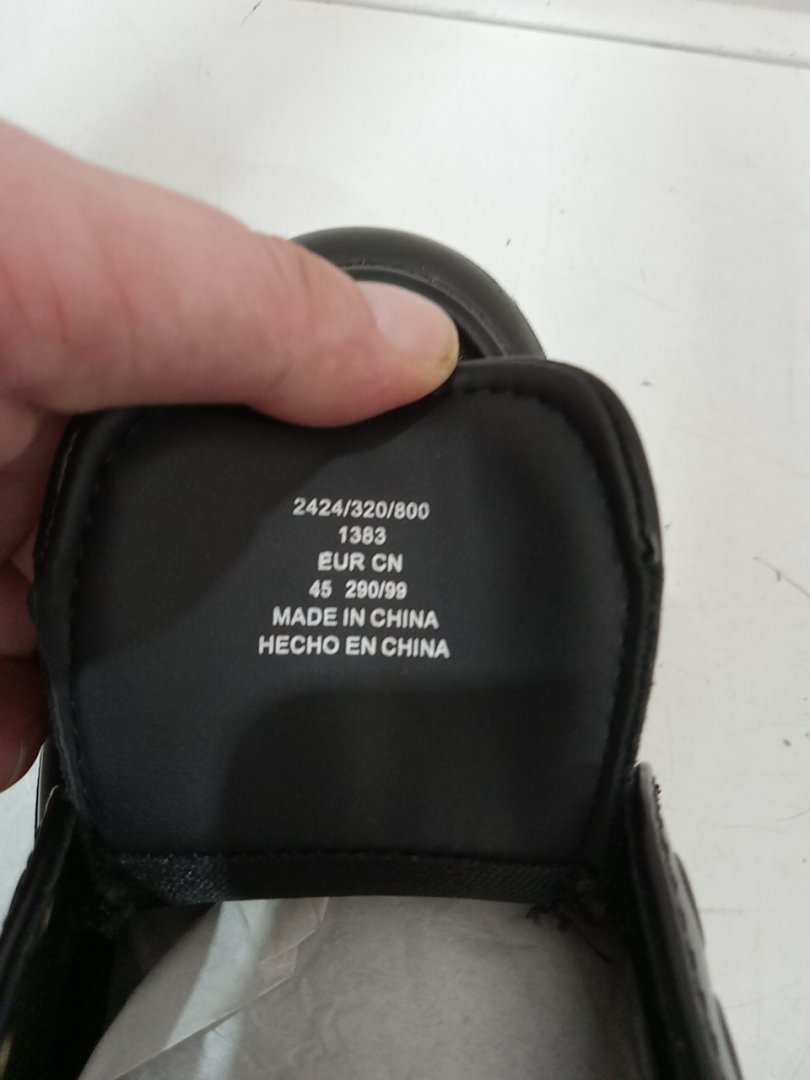 2424/320/800
1383
EUR CN
45 290/99
MADE IN CHINA
HECHO EN CHINA